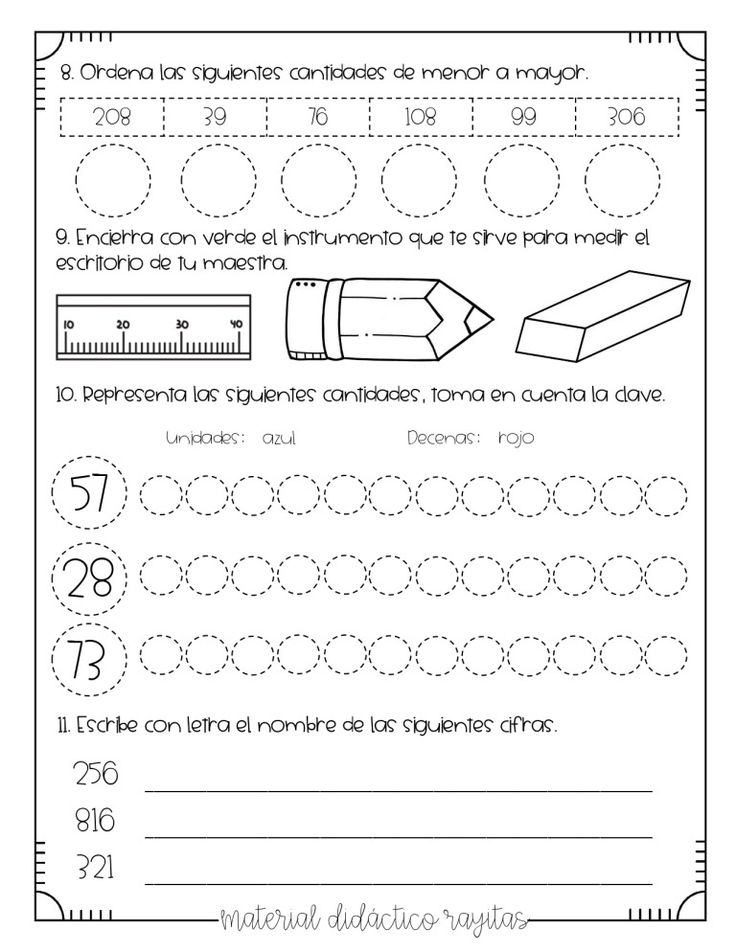 8. Ordena las siguientes cantidades de menor a mayor.
208 39 76 108 99 306
9. Encierra con verde el instrumento que te sirve para medir el
escritorio de tu maestra.
10 20 30 40
10. Representa las siguientes cantidades, toma en cuenta la clave.
Unidades: azul Decenas: rojo
57
28
73
11. Escribe con letra el nombre de las siguientes cifras.
256
816
321
material didáctico rayitas